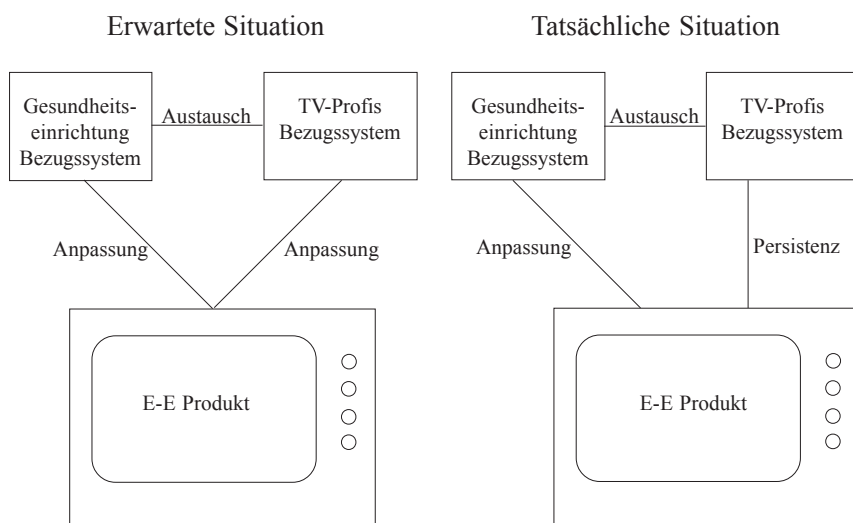 Erwartete Situation
Gesundheits-
einrichtung
Bezugssystem
Austausch
TV-Profis
Bezugssystem
Anpassung
Anpassung
E-E Produkt
Tatsächliche Situation
Gesundheits-
einrichtung
Bezugssystem
Austausch
TV-Profis
Bezugssystem
Anpassung
Persistenz
E-E Produkt